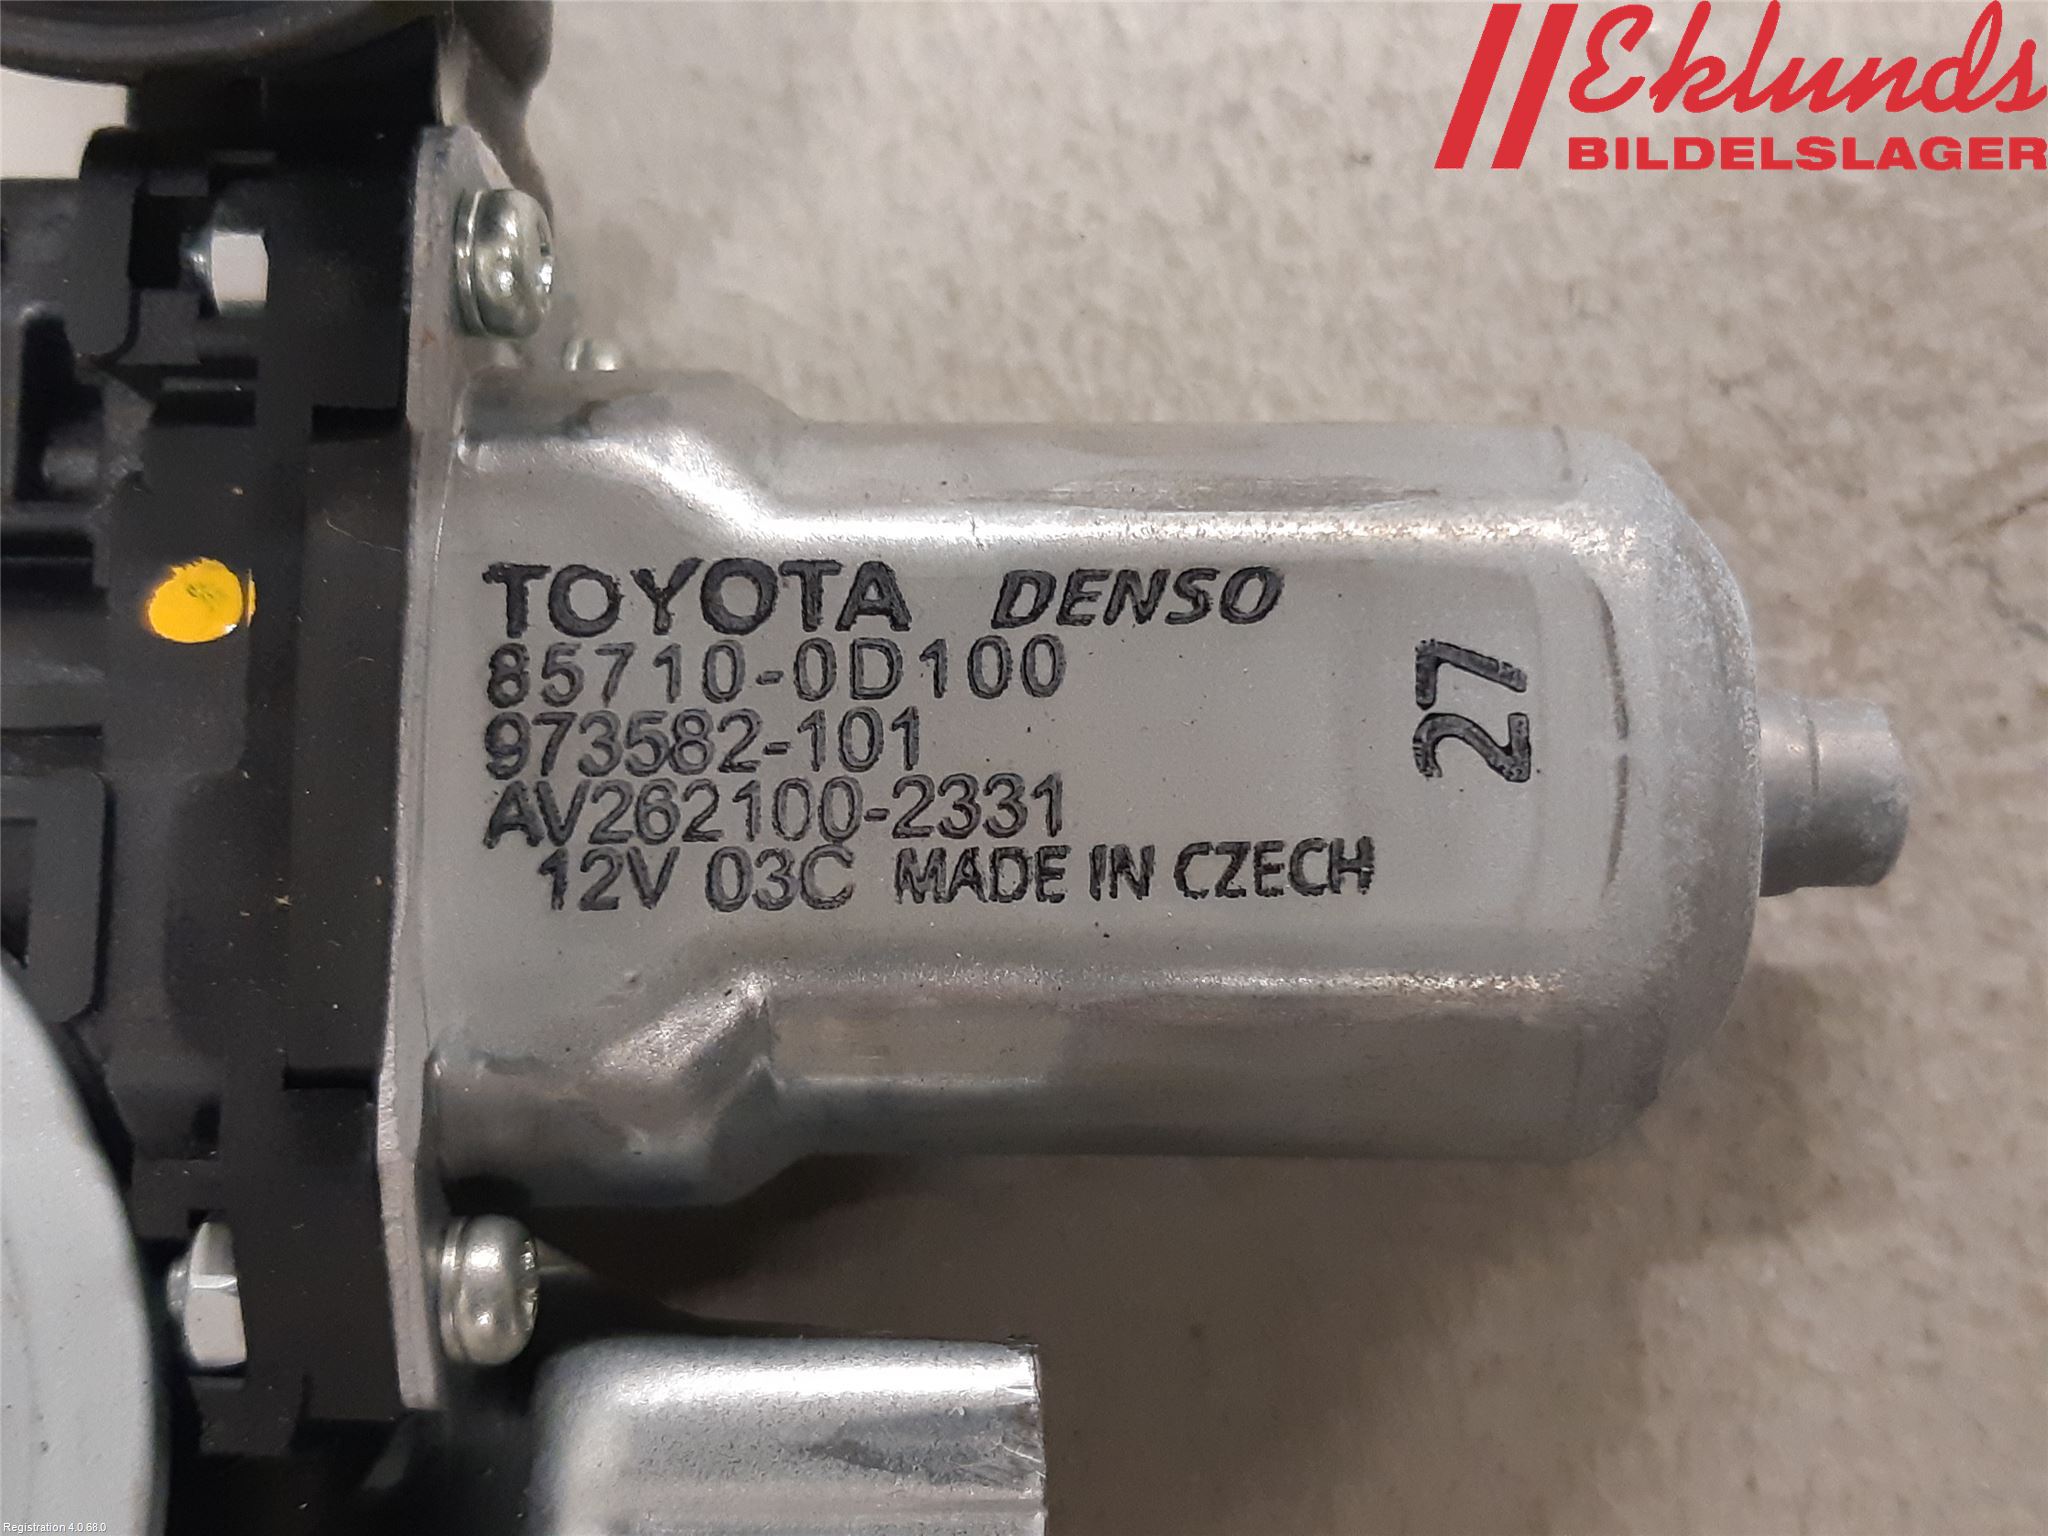 Eklunds
BILDELSLAGER
TOYOTA DENSO
85710-0D100
973582-101
AV262100-2331
12V 03C MADE IN CZECH
27
Registration 4.0.68.0